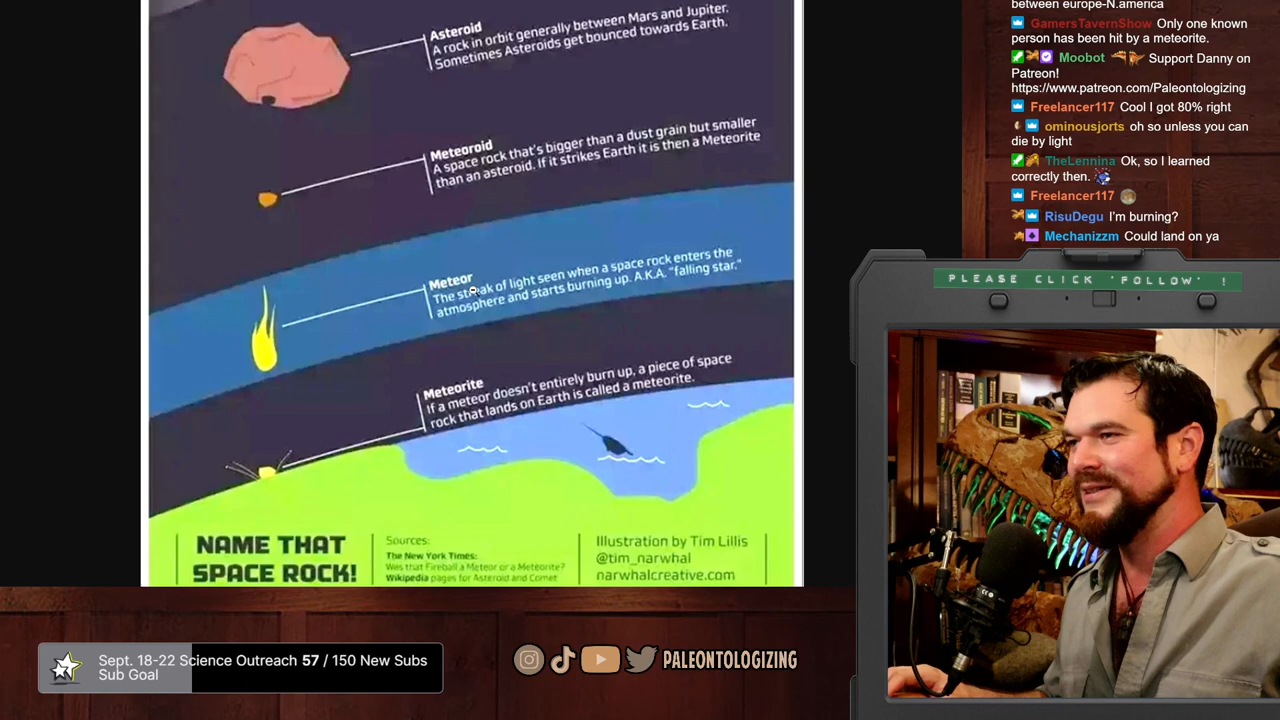 Asteroid
A rock in orbit generally between Mars and Jupiter.
Sometimes Asteroids get bounced towards Earth.
Meteoroid
A space rock that's bigger than a dust grain but smaller
than an asteroid. If it strikes Earth it is then a Meteorite
Meteor
The streak of light seen when a space rock enters the
atmosphere and starts burning up. A.K.A. "falling star."
Meteorite
If a meteor doesn't entirely burn up, a piece of space
rock that lands on Earth is called a meteorite.
NAME THAT
SPACE ROCK!
Sources:
The New York Times:
Was that Fireball a Meteor or a Meteorite?
Wikipedia pages for Asteroid and Comet
Illustration by Tim Lillis
@tim_narwhal
narwhalcreative.com
between europe-N.america
GamersTavernShow Only one known
person has been hit by a meteorite.
Moobot Support Danny on
Patreon!
https://www.patreon.com/Paleontologizing
Freelancer117 Cool I got 80% right
ominousjorts oh so unless you can
die by light
TheLennina Ok, so I learned
correctly then.
Freelancer117
RisuDegu I'm burning?
Mechanizzm Could land on ya
PLEASE CLICK "FOLLOW" !
Sept. 18-22 Science Outreach 57 / 150 New Subs
Sub Goal
PALEONTOLOGIZING